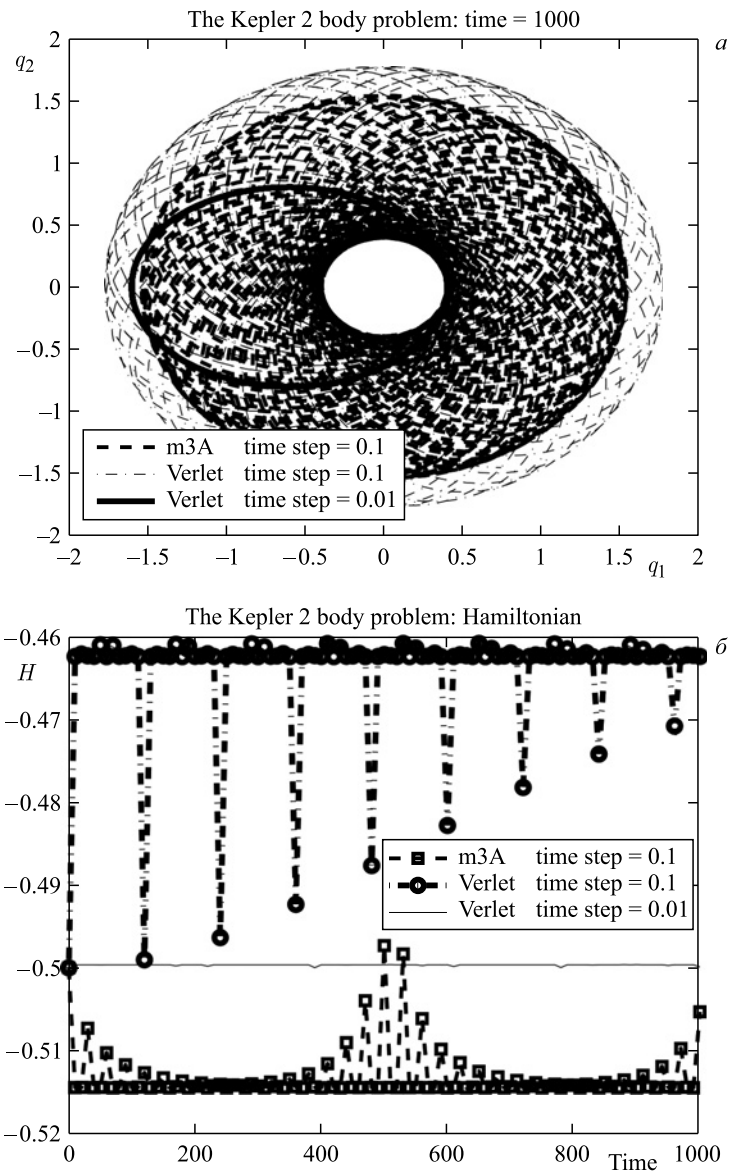 The Kepler 2 body problem: time = 1000
а
2
q2
1.5
1
0.5
0
−0.5
−1
−1.5
−2
m3A time step = 0.1
Verlet time step = 0.1
Verlet time step = 0.01
−2 −1.5 −1 −0.5 0 0.5 1 1.5 2
q1
The Kepler 2 body problem: Hamiltonian
б
−0.46
H
−0.47
−0.48
−0.49
−0.5
−0.51
−0.52
m3A time step = 0.1
Verlet time step = 0.1
Verlet time step = 0.01
0 200 400 600 800 1000
Time